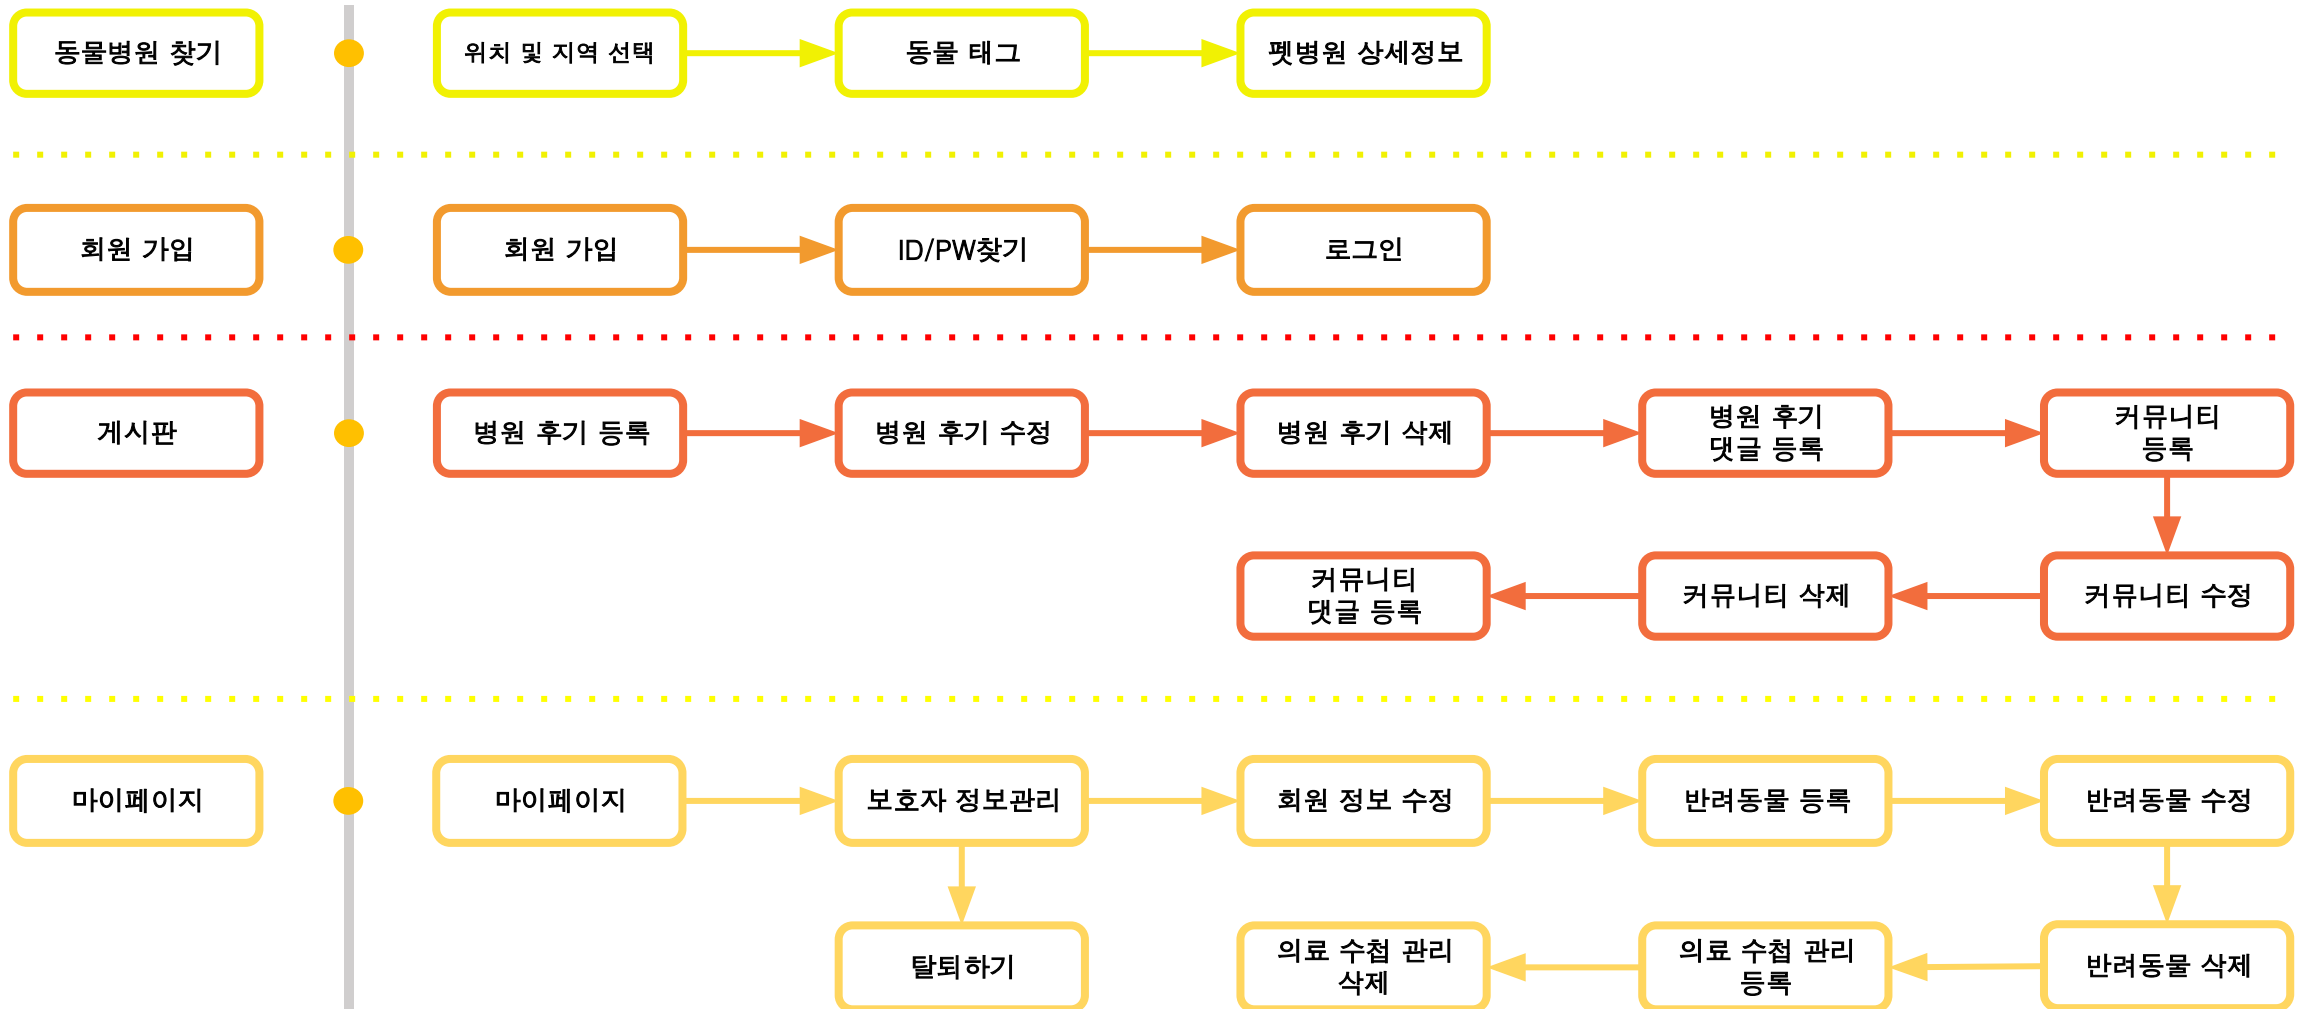 동물병원 찾기
위치 및 지역 선택
동물 태그
펫병원 상세정보
회원 가입
회원 가입
ID/PW찾기
로그인
게시판
병원 후기 등록
병원 후기 수정
병원 후기 삭제
병원 후기
댓글 등록
커뮤니티
등록
커뮤니티
댓글 등록
커뮤니티 삭제
커뮤니티 수정
마이페이지
마이페이지
보호자 정보관리
회원 정보 수정
반려동물 등록
반려동물 수정
탈퇴하기
의료 수첩 관리
삭제
의료 수첩 관리
등록
반려동물 삭제